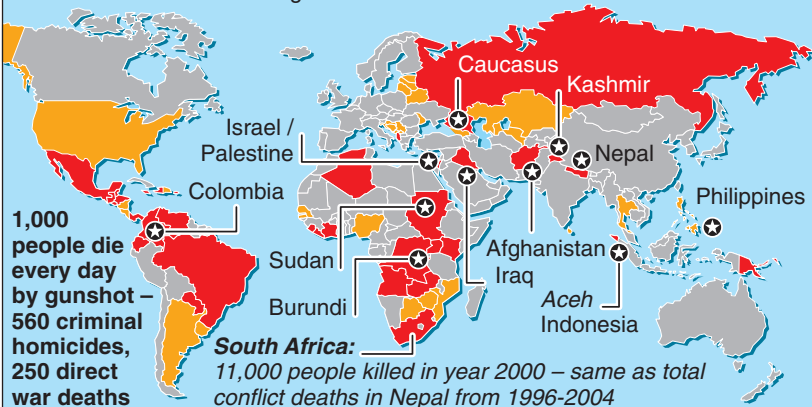 Caucasus
Kashmir
Israel /
Palestine
Nepal
Colombia
Philippines
1,000
people die
every day
by gunshot –
560 criminal
homicides,
250 direct
war deaths
Sudan
Afghanistan
Iraq
Burundi
Aceh
Indonesia
South Africa:
11,000 people killed in year 2000 – same as total
conflict deaths in Nepal from 1996-2004